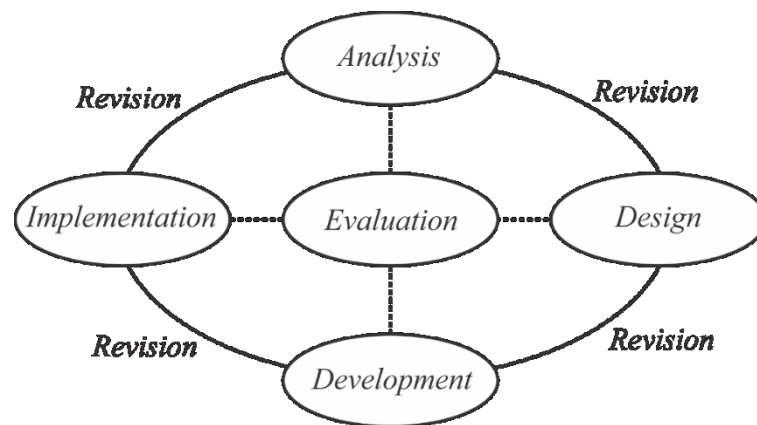 Analysis
Revision
Revision
Implementation
Evaluation
Design
Revision
Revision
Development